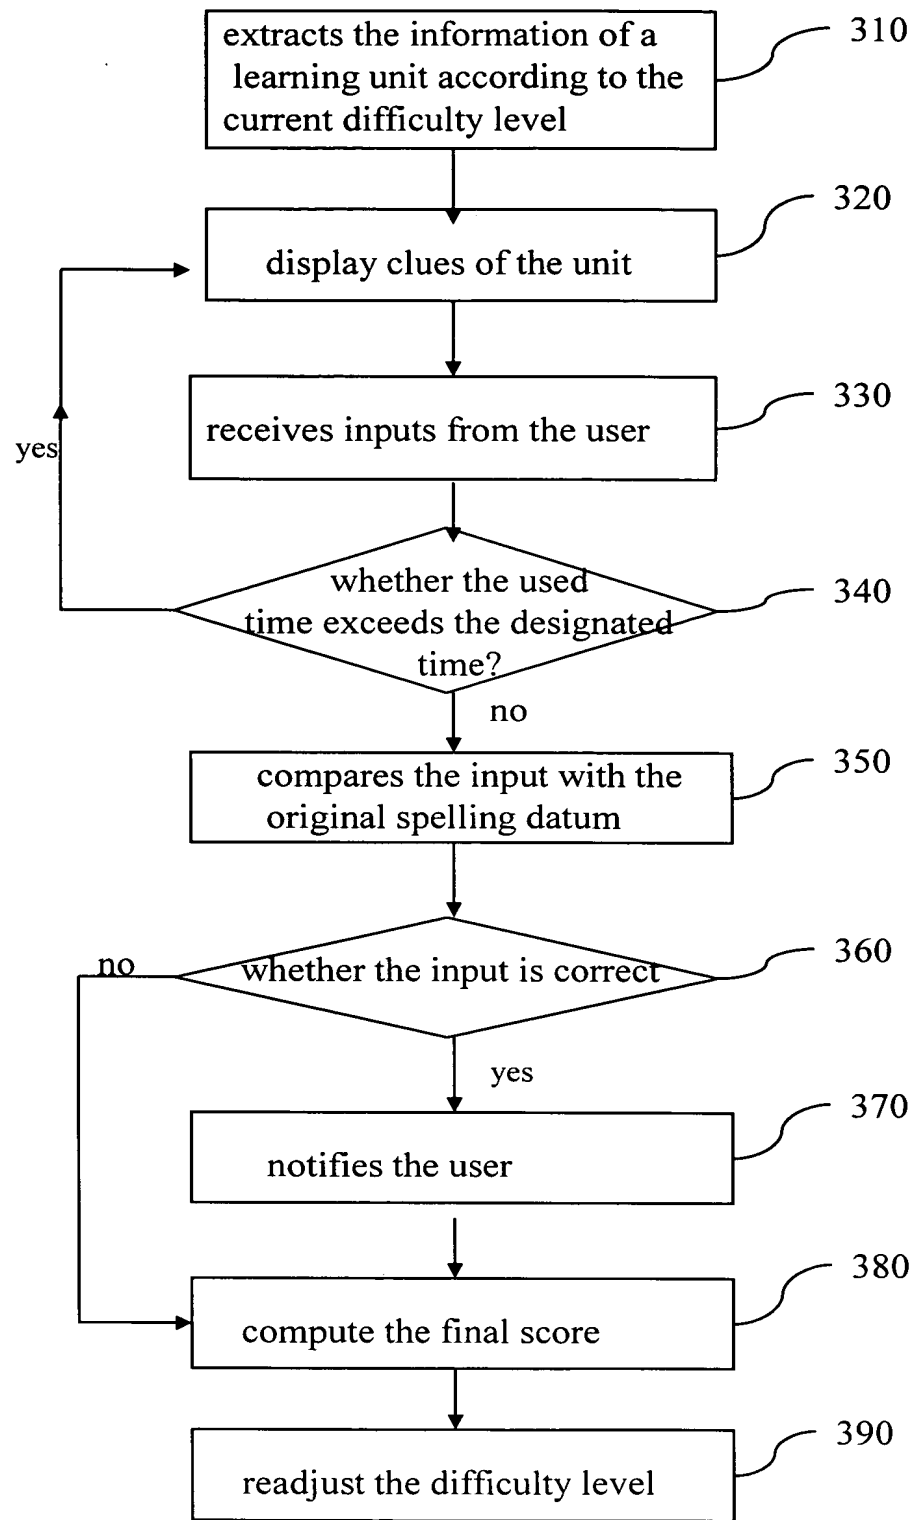 extracts the information of a
learning unit according to the
current difficulty level
310
display clues of the unit
320
receives inputs from the user
330
yes
whether the used
time exceeds the designated
time?
340
no
compares the input with the
original spelling datum
350
no
whether the input is correct
360
yes
notifies the user
370
compute the final score
380
readjust the difficulty level
390